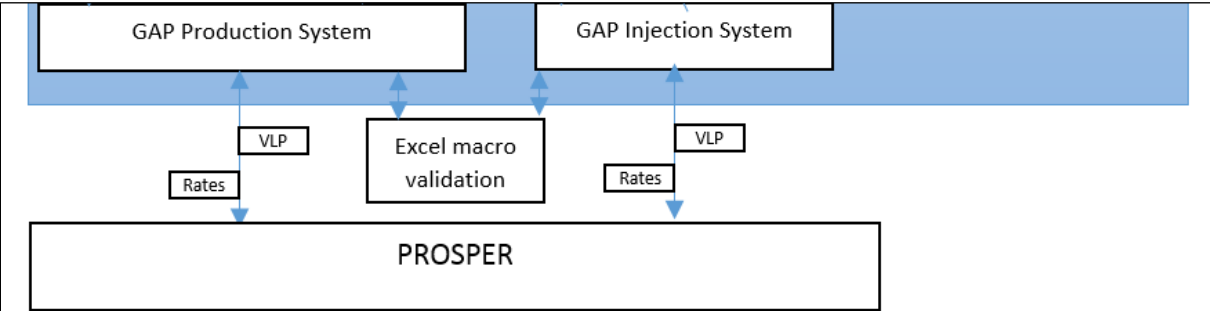 GAP Production System
GAP Injection System
VLP
Excel macro
validation
VLP
Rates
Rates
PROSPER